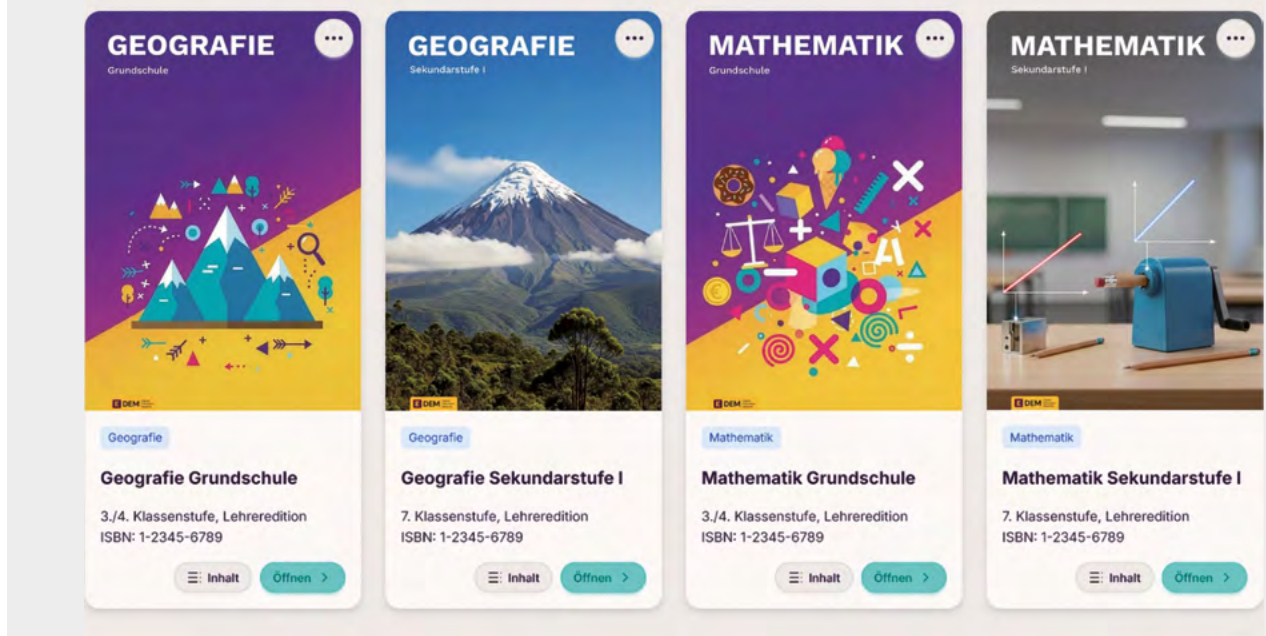 GEOGRAFIE
Grundschule
DEM
Geografie
Geografie Grundschule
3./4. Klassenstufe, Lehreredition
ISBN: 1-2345-6789
Inhalt
Öffnen >
GEOGRAFIE
Sekundarstufe I
DEM
Geografie
Geografie Sekundarstufe I
7. Klassenstufe, Lehreredition
ISBN: 1-2345-6789
Inhalt
Öffnen >
MATHEMATIK
Grundschule
DEM
Mathematik
Mathematik Grundschule
3./4. Klassenstufe, Lehreredition
ISBN: 1-2345-6789
Inhalt
Öffnen >
MATHEMATIK
Sekundarstufe I
DEM
Mathematik
Mathematik Sekundarstufe I
7. Klassenstufe, Lehreredition
ISBN: 1-2345-6789
Inhalt
Öffnen >